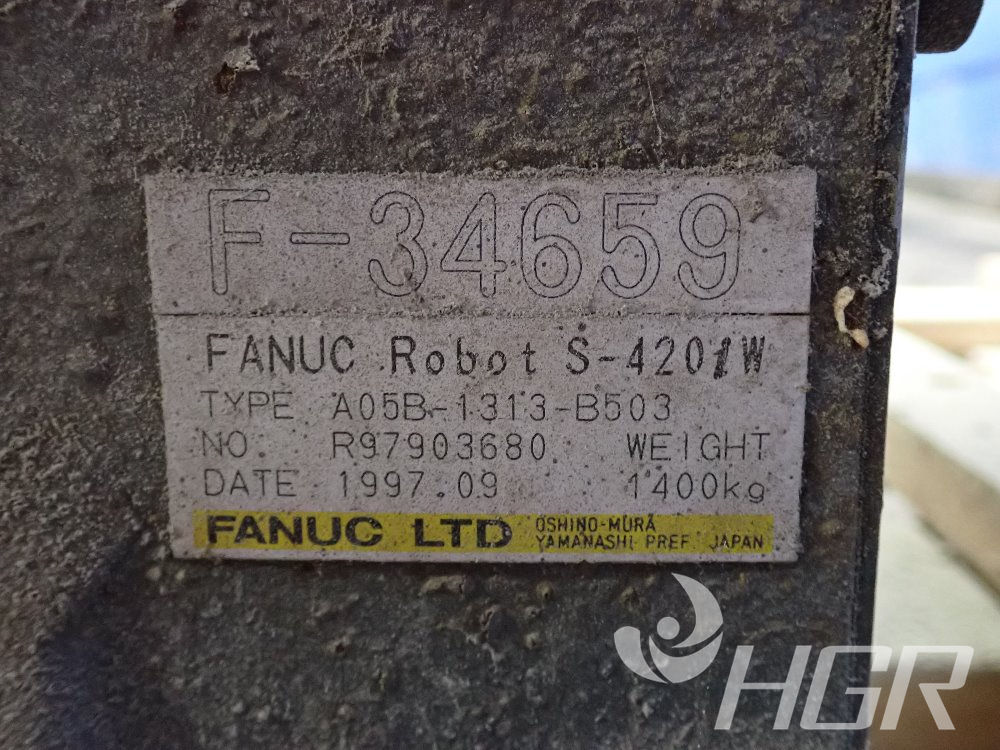 F-34659
FANUC Robot S-420iW
TYPE A05B-1313-B503
NO. R97903680 WEIGHT
DATE 1997.09 1400kg
FANUC LTD OSHINO-MURA
YAMANASHI PREF. JAPAN
HGR